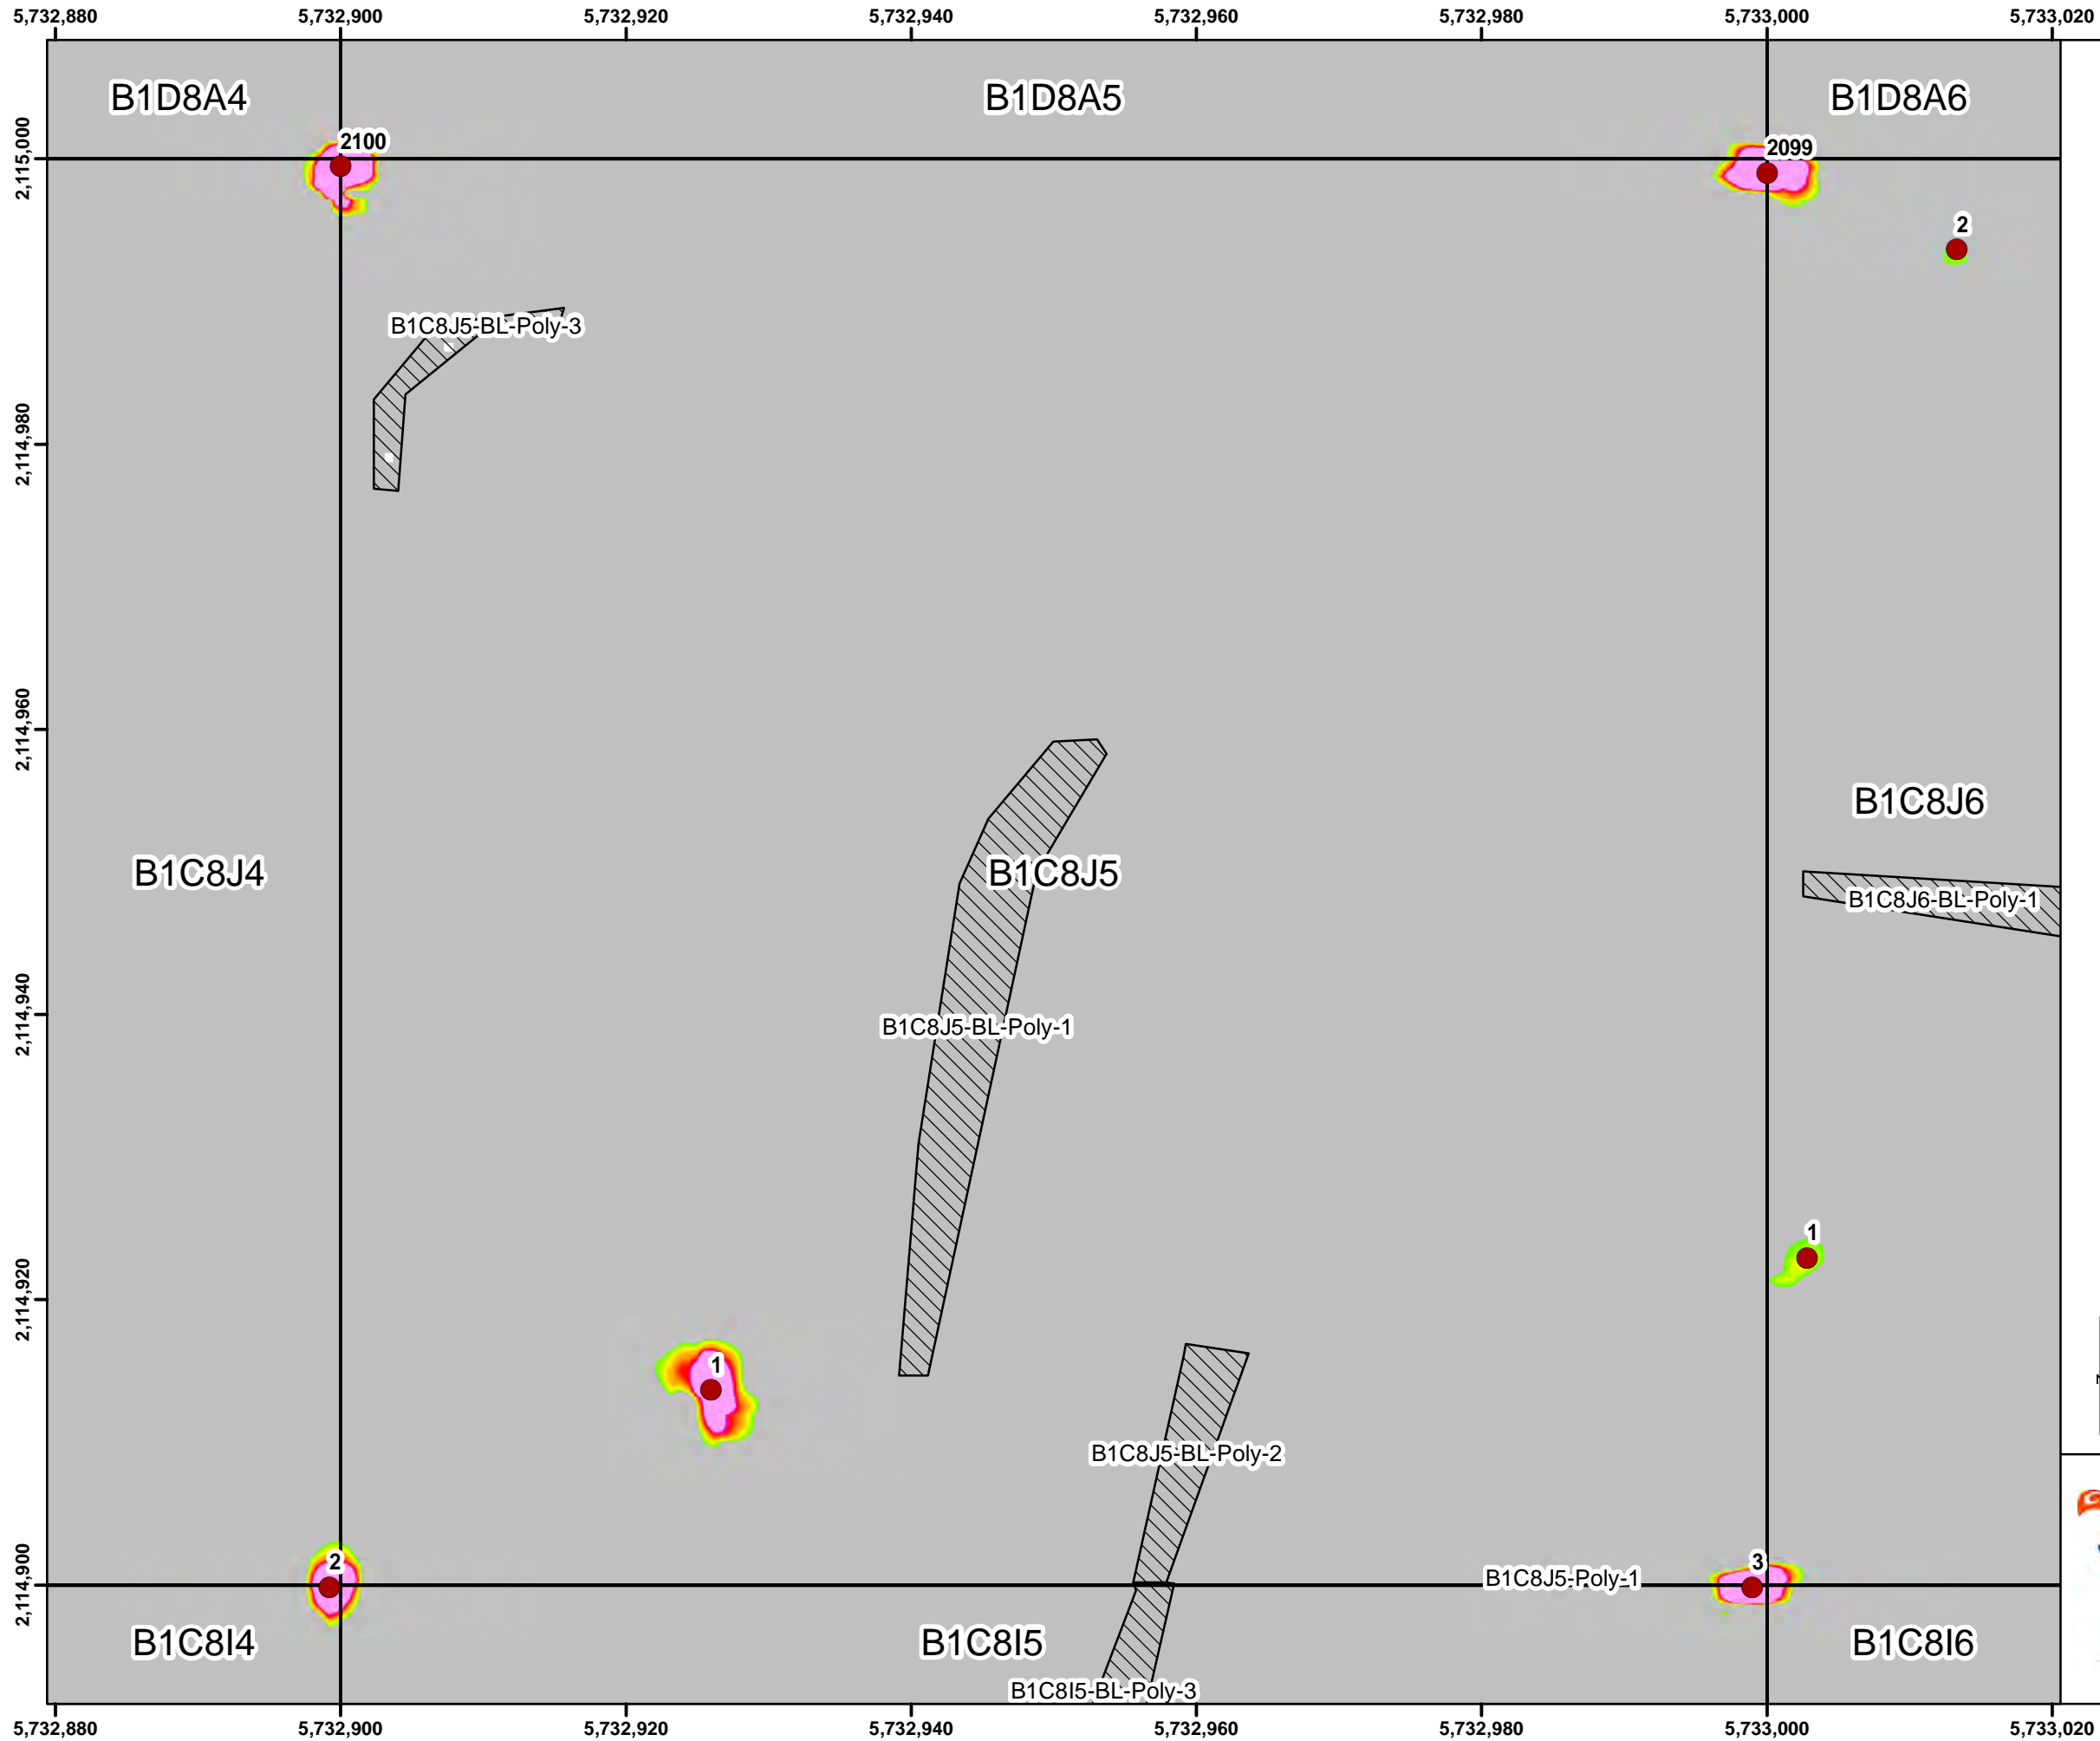 5,732,880 5,732,900 5,732,920 5,732,940 5,732,960 5,732,980 5,733,000 5,733,020
B1D8A4 B1D8A5 B1D8A6
2100 2099
2,115,000
2
B1C8J5-BL-Poly-3
2,114,980
2,114,960
B1C8J6
B1C8J4 B1C8J5
B1C8J6-BL-Poly-1
2,114,940
B1C8J5-BL-Poly-1
1
2,114,920
1
B1C8J5-BL-Poly-2
2 3
2,114,900
B1C8J5-Poly-1
B1C8I4 B1C8I5 B1C8I6
B1C8I5-BL-Poly-3
5,732,880 5,732,900 5,732,920 5,732,940 5,732,960 5,732,980 5,733,000 5,733,020